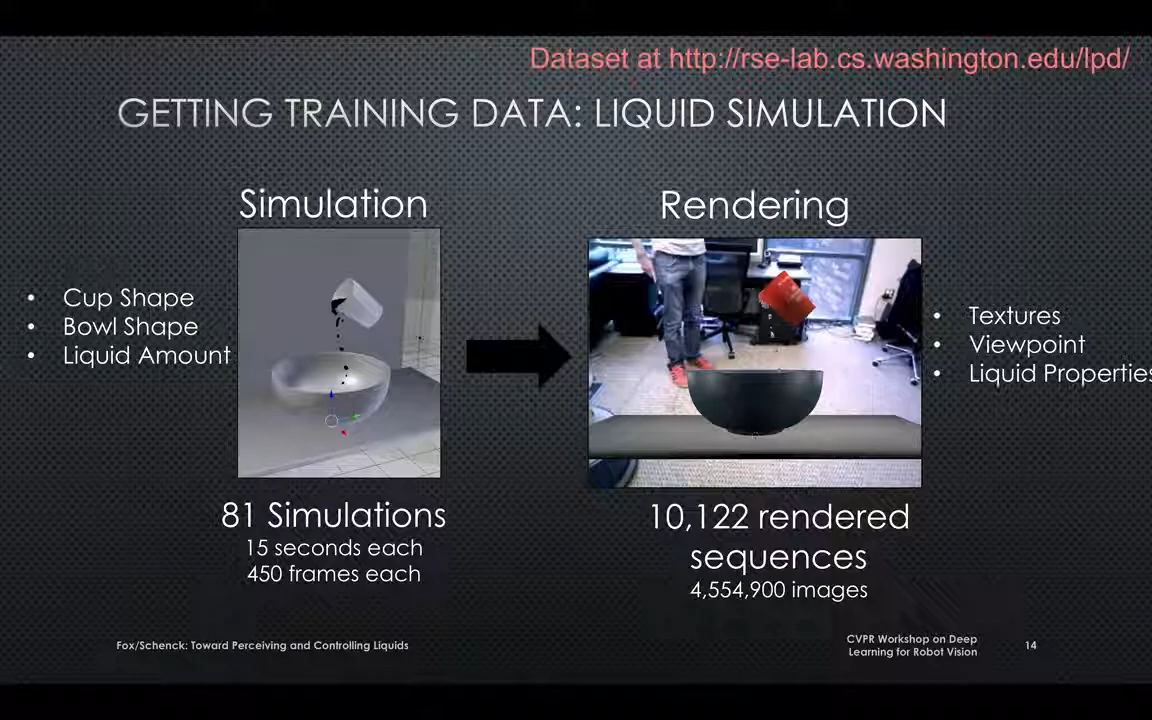 Dataset at http://rse-lab.cs.washington.edu/lpd/
GETTING TRAINING DATA: LIQUID SIMULATION
Simulation
Rendering
• Cup Shape
• Bowl Shape
• Liquid Amount
• Textures
• Viewpoint
• Liquid Properties
81 Simulations
15 seconds each
450 frames each
10,122 rendered
sequences
4,554,900 images
Fox/Schenck: Toward Perceiving and Controlling Liquids
CVPR Workshop on Deep
Learning for Robot Vision
14